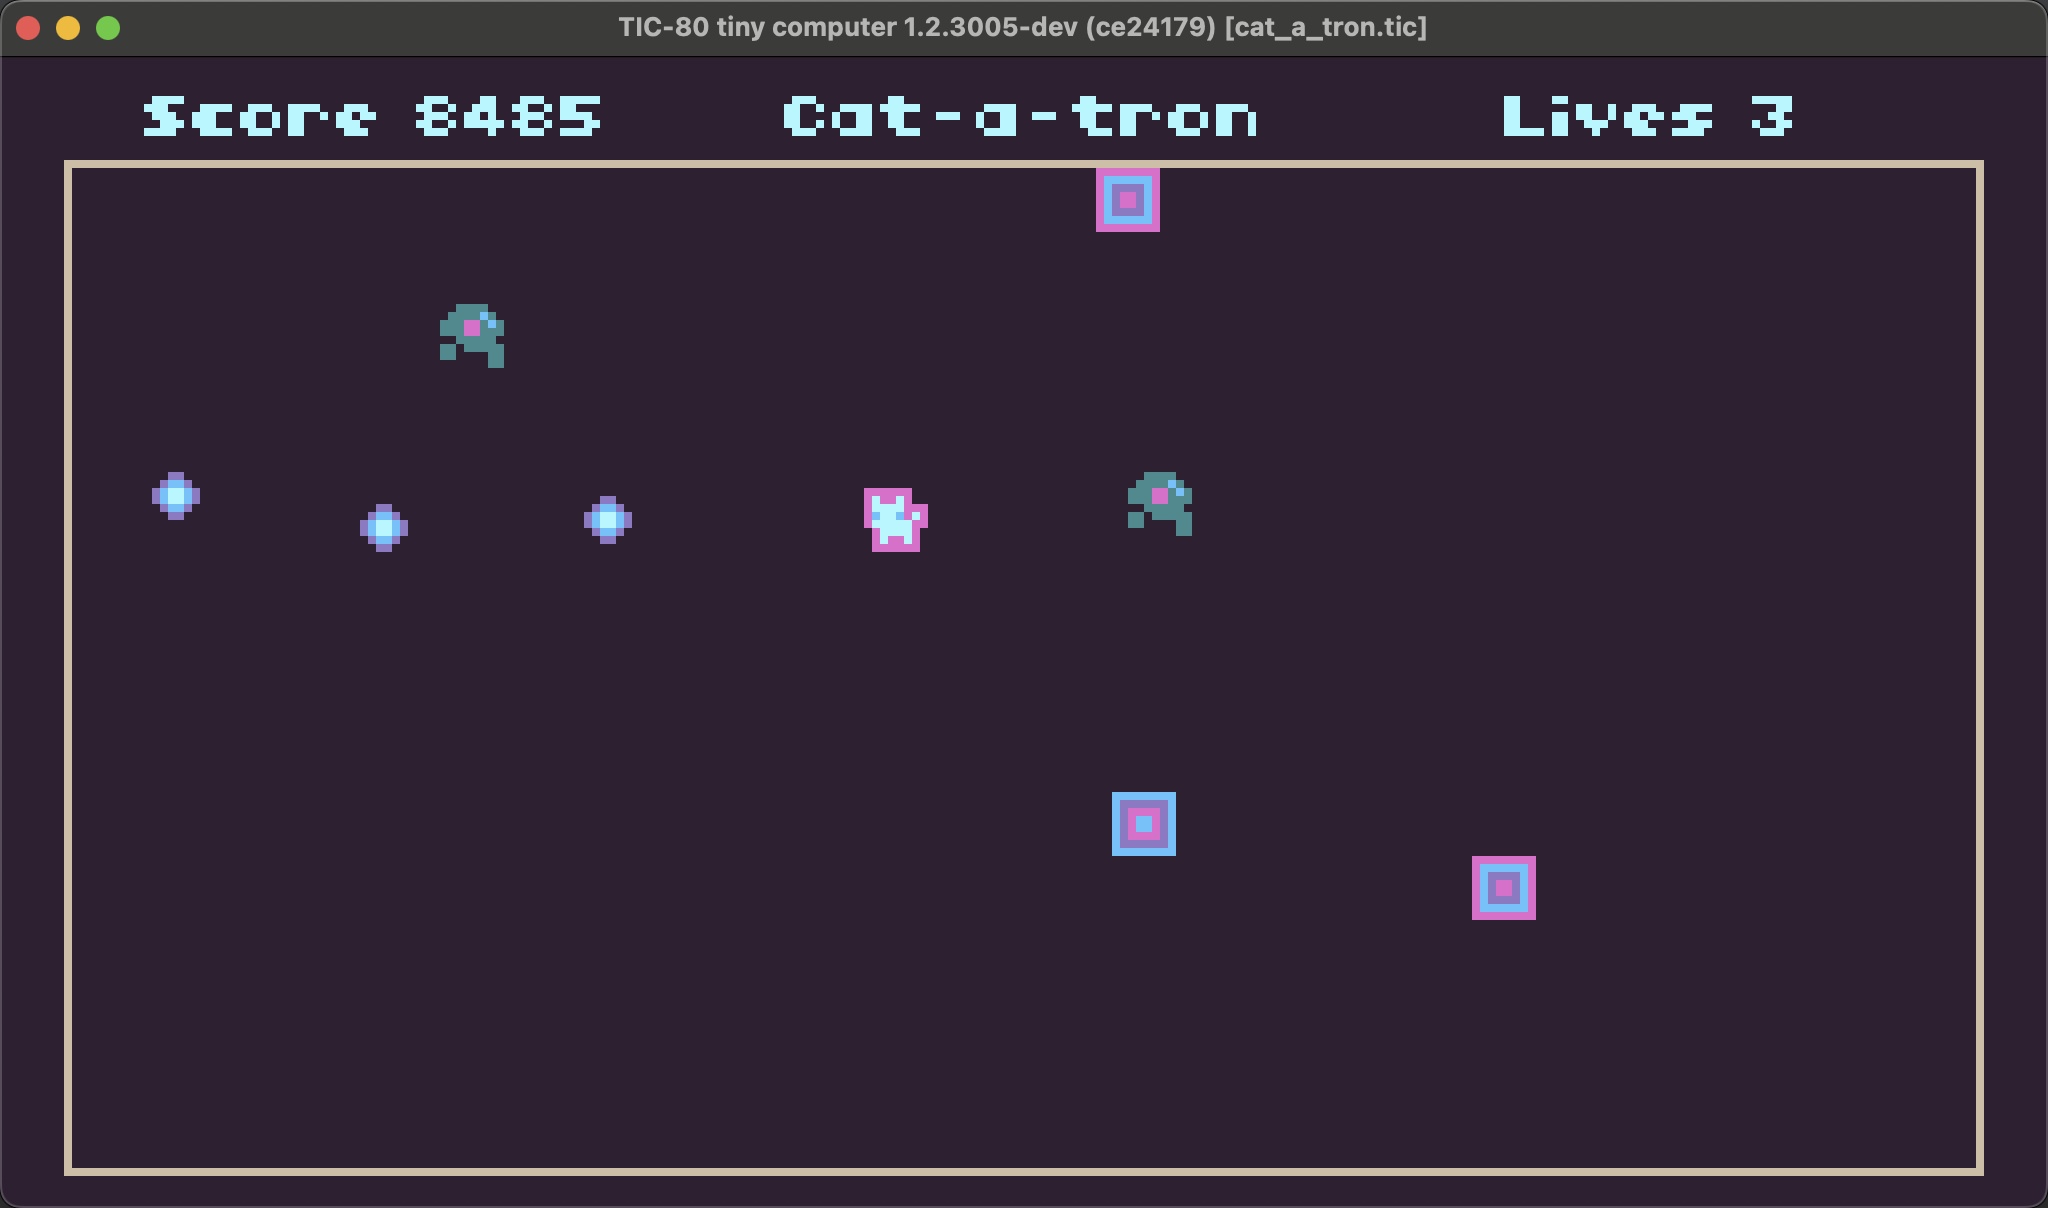 TIC-80 tiny computer 1.2.3005-dev (ce24179) [cat_a_tron.tic]
Score 8485 Cat-a-tron Lives 3